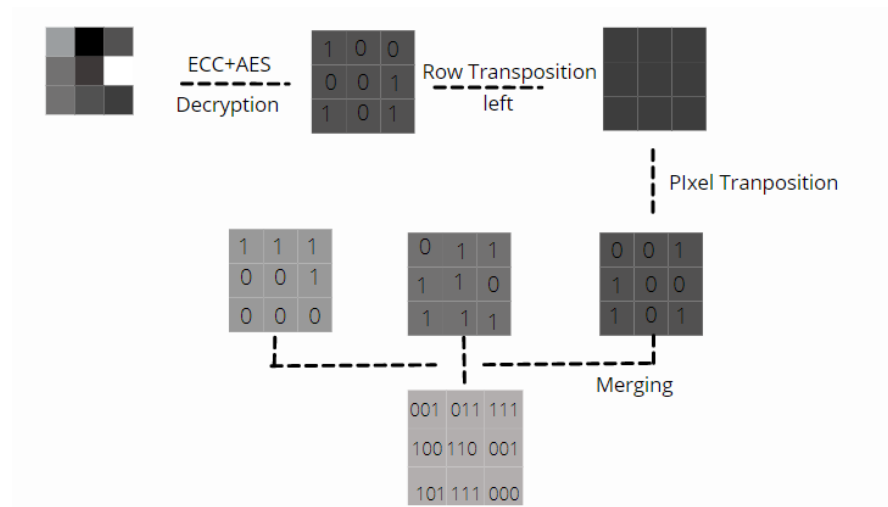 ECC+AES
Decryption
1 0 0
0 0 1
1 0 1
Row Transposition
left
PIxel Tranposition
1 1 1
0 0 1
0 0 0
0 1 1
1 1 0
1 1 1
0 0 1
1 0 0
1 0 1
Merging
001 011 111
100 110 001
101 111 000